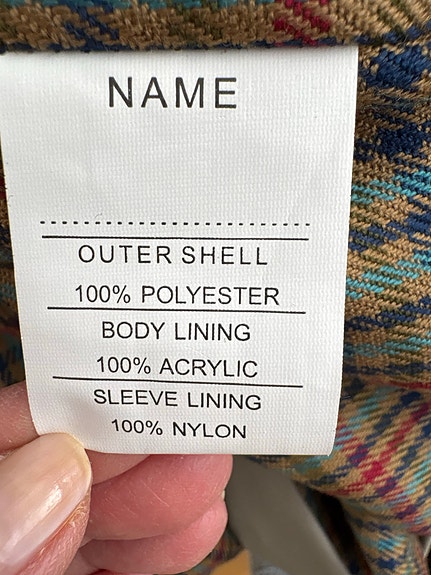 NAME
OUTER SHELL
100% POLYESTER
BODY LINING
100% ACRYLIC
SLEEVE LINING
100% NYLON